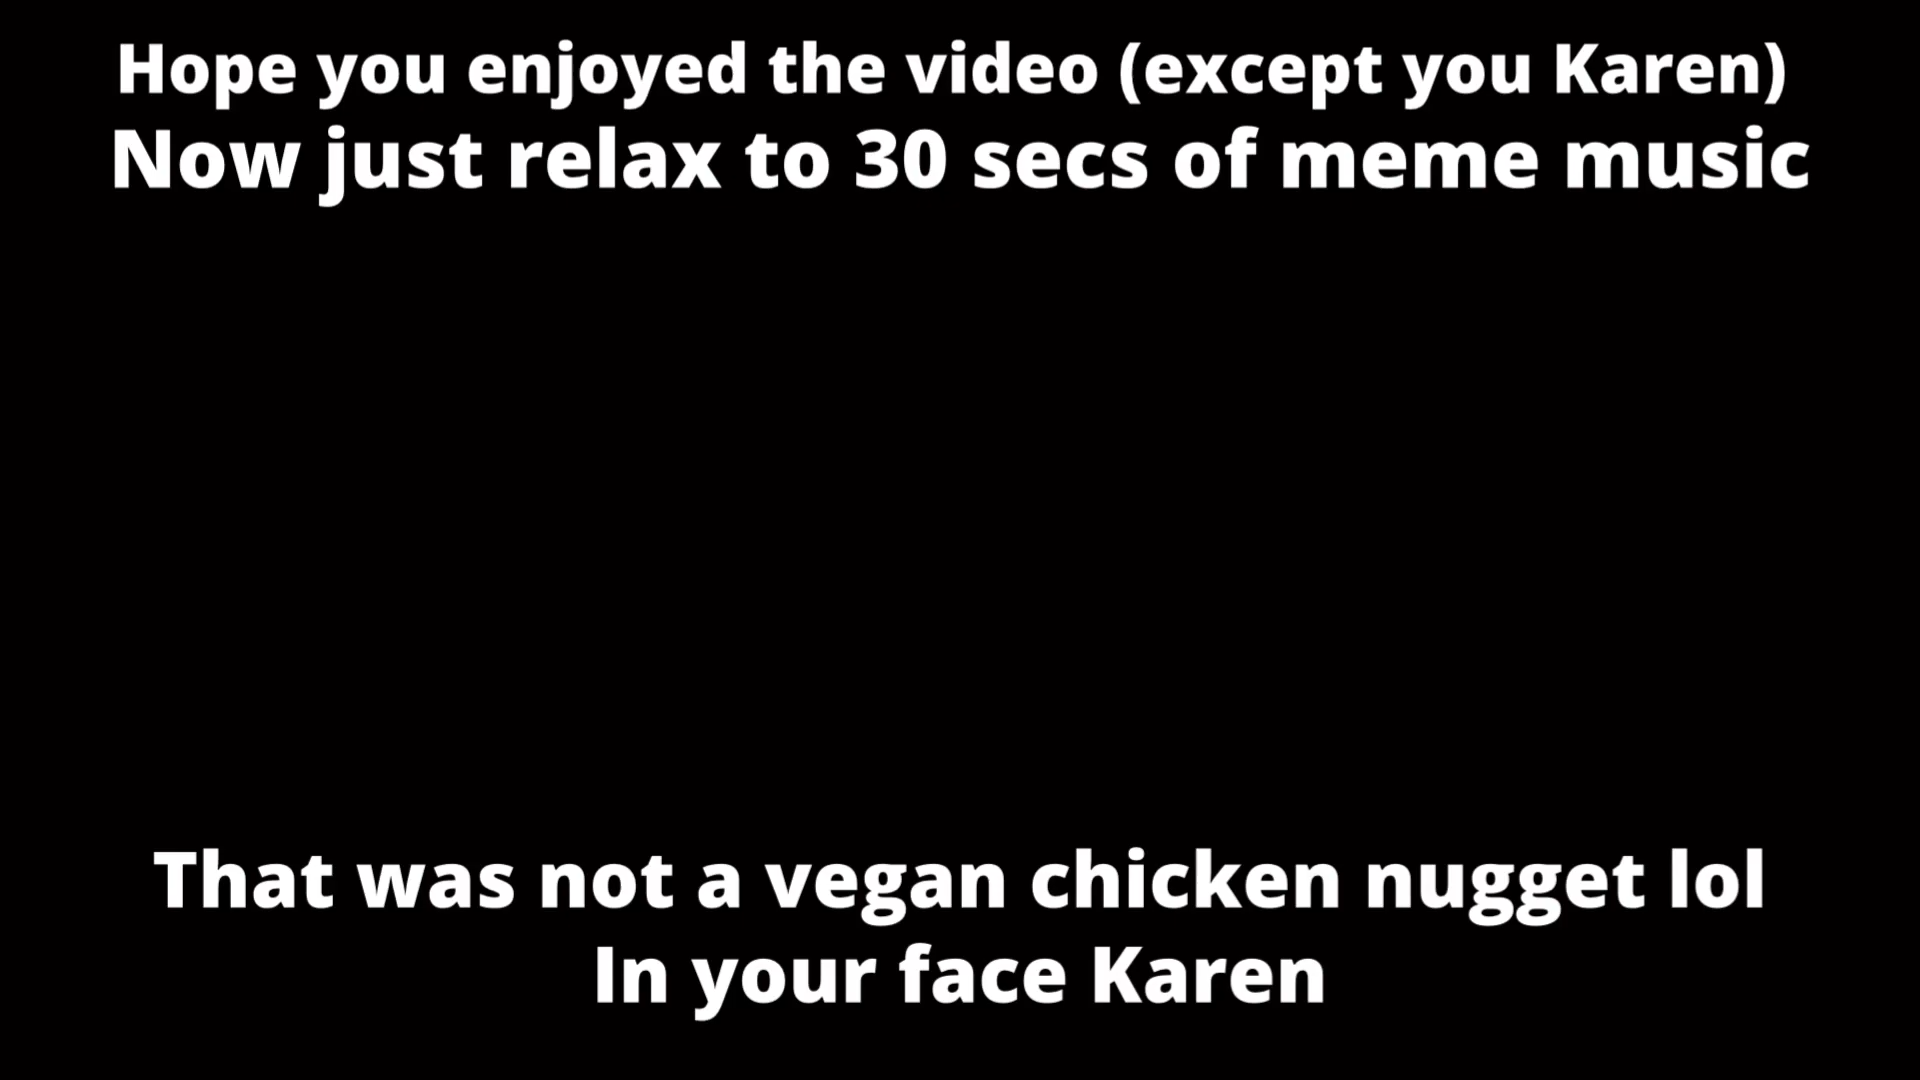 Hope you enjoyed the video (except you Karen)
Now just relax to 30 secs of meme music
That was not a vegan chicken nugget lol
In your face Karen